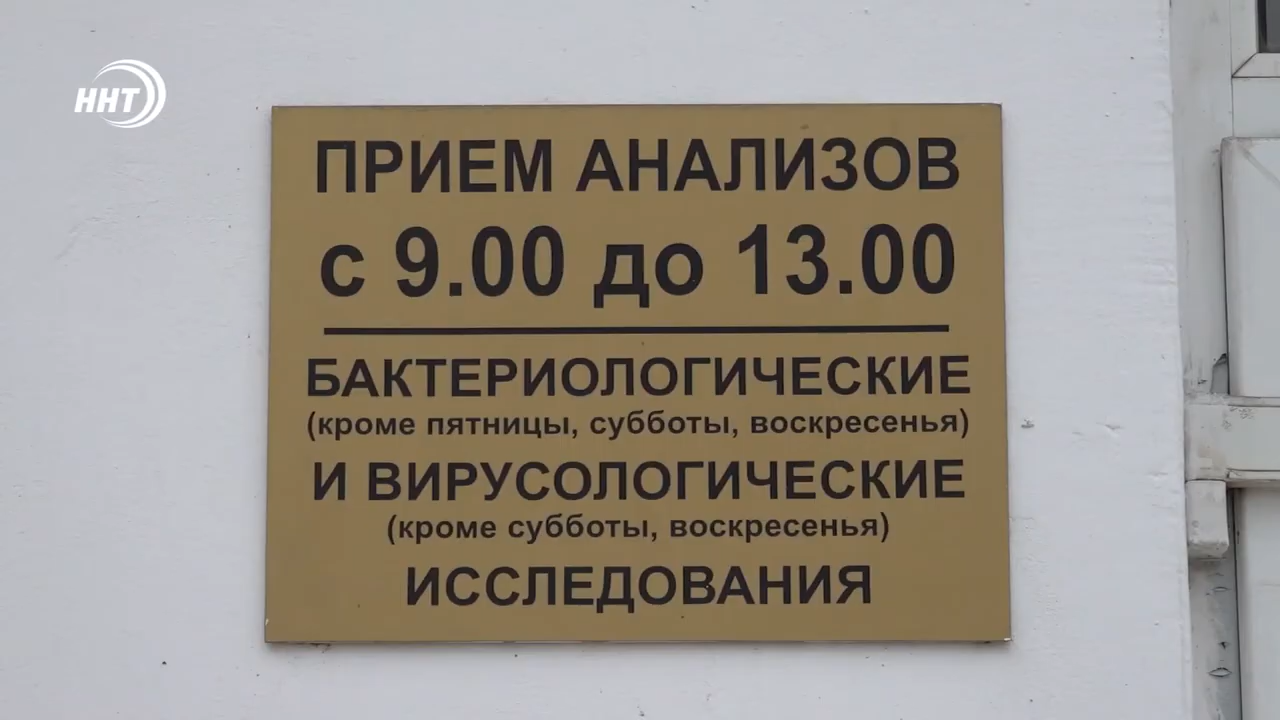 ННТ
ПРИЕМ АНАЛИЗОВ
с 9.00 до 13.00
БАКТЕРИОЛОГИЧЕСКИЕ
(кроме пятницы, субботы, воскресенья)
И ВИРУСОЛОГИЧЕСКИЕ
(кроме субботы, воскресенья)
ИССЛЕДОВАНИЯ